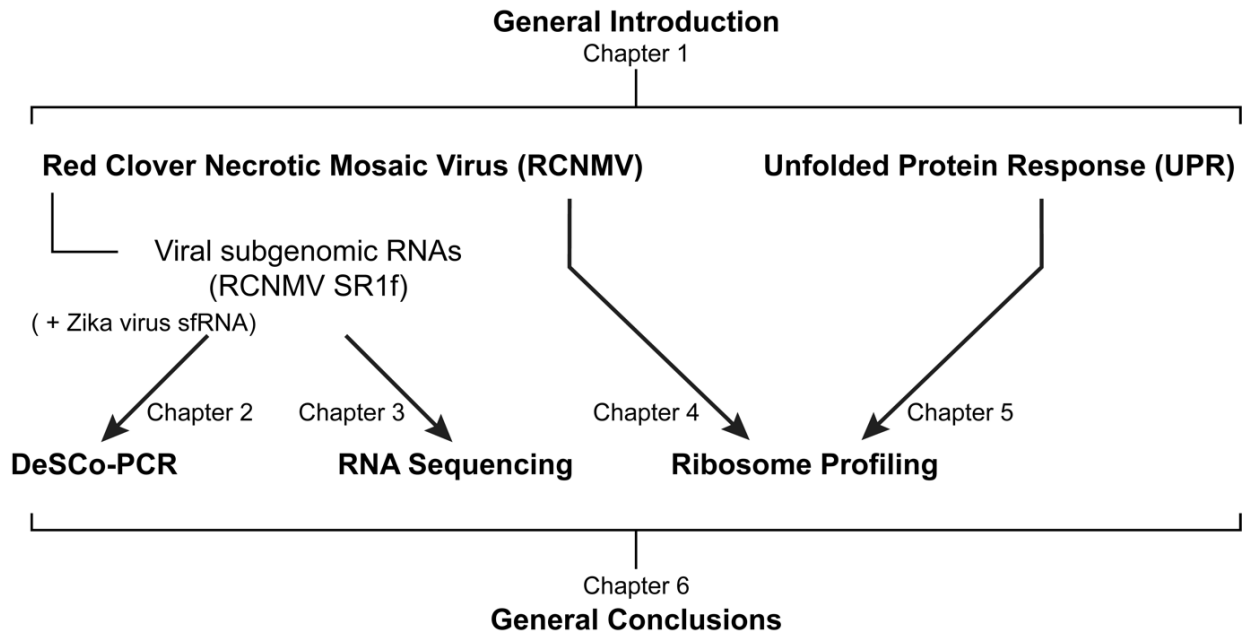 General Introduction
Chapter 1
Red Clover Necrotic Mosaic Virus (RCNMV)
Unfolded Protein Response (UPR)
Viral subgenomic RNAs
(RCNMV SR1f)
( + Zika virus sfRNA)
Chapter 2
Chapter 3
Chapter 4
Chapter 5
DeSCo-PCR
RNA Sequencing
Ribosome Profiling
Chapter 6
General Conclusions